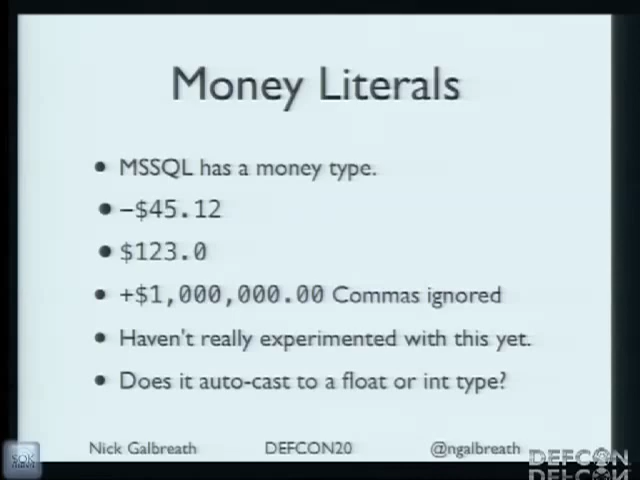 Money Literals
• MSSQL has a money type.
• –$45.12
• $123.0
• +$1,000,000.00 Commas ignored
• Haven't really experimented with this yet.
• Does it auto-cast to a float or int type?
Nick Galbreath DEFCON20 @ngalbreath
DEFCON
DEFCON